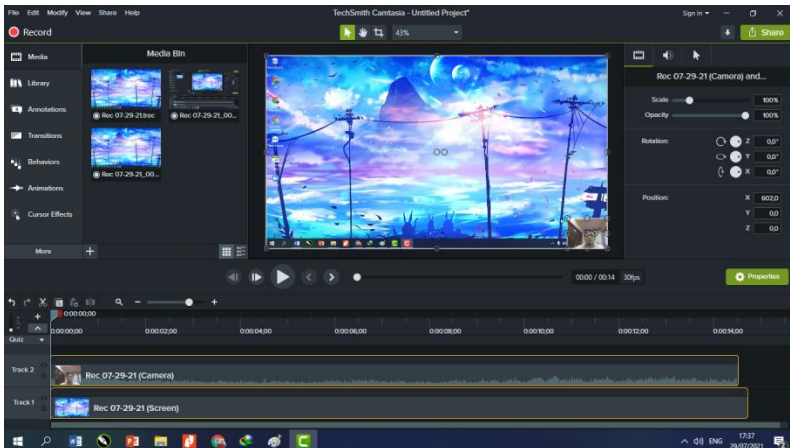 File Edit Modify View Share Help
TechSmith Camtasia - Untitled Project*
Sign In
Record
43%
Share
Media
Library
Annotations
Transitions
Behaviors
Animations
Cursor Effects
More
Media Bin
Rec 07-29-21.trec
Rec 07-29-21_00...
Rec 07-29-21_00...
Rec 07-29-21 (Camera) and...
Scale 100%
Opacity 100%
Rotation: Z 0,0°
Y 0,0°
X 0,0°
Position: X 602,0
Y 0,0
Z 0,0
00:00 / 00:14 30fps
Properties
0:00:00;00
0:00:00;00 0:00:02;00 0:00:04;00 0:00:06;00 0:00:08;00 0:00:10;00 0:00:12;00 0:00:14;00
Quiz
Track 2
Rec 07-29-21 (Camera)
Track 1
Rec 07-29-21 (Screen)
ENG
17:37
29/07/2021